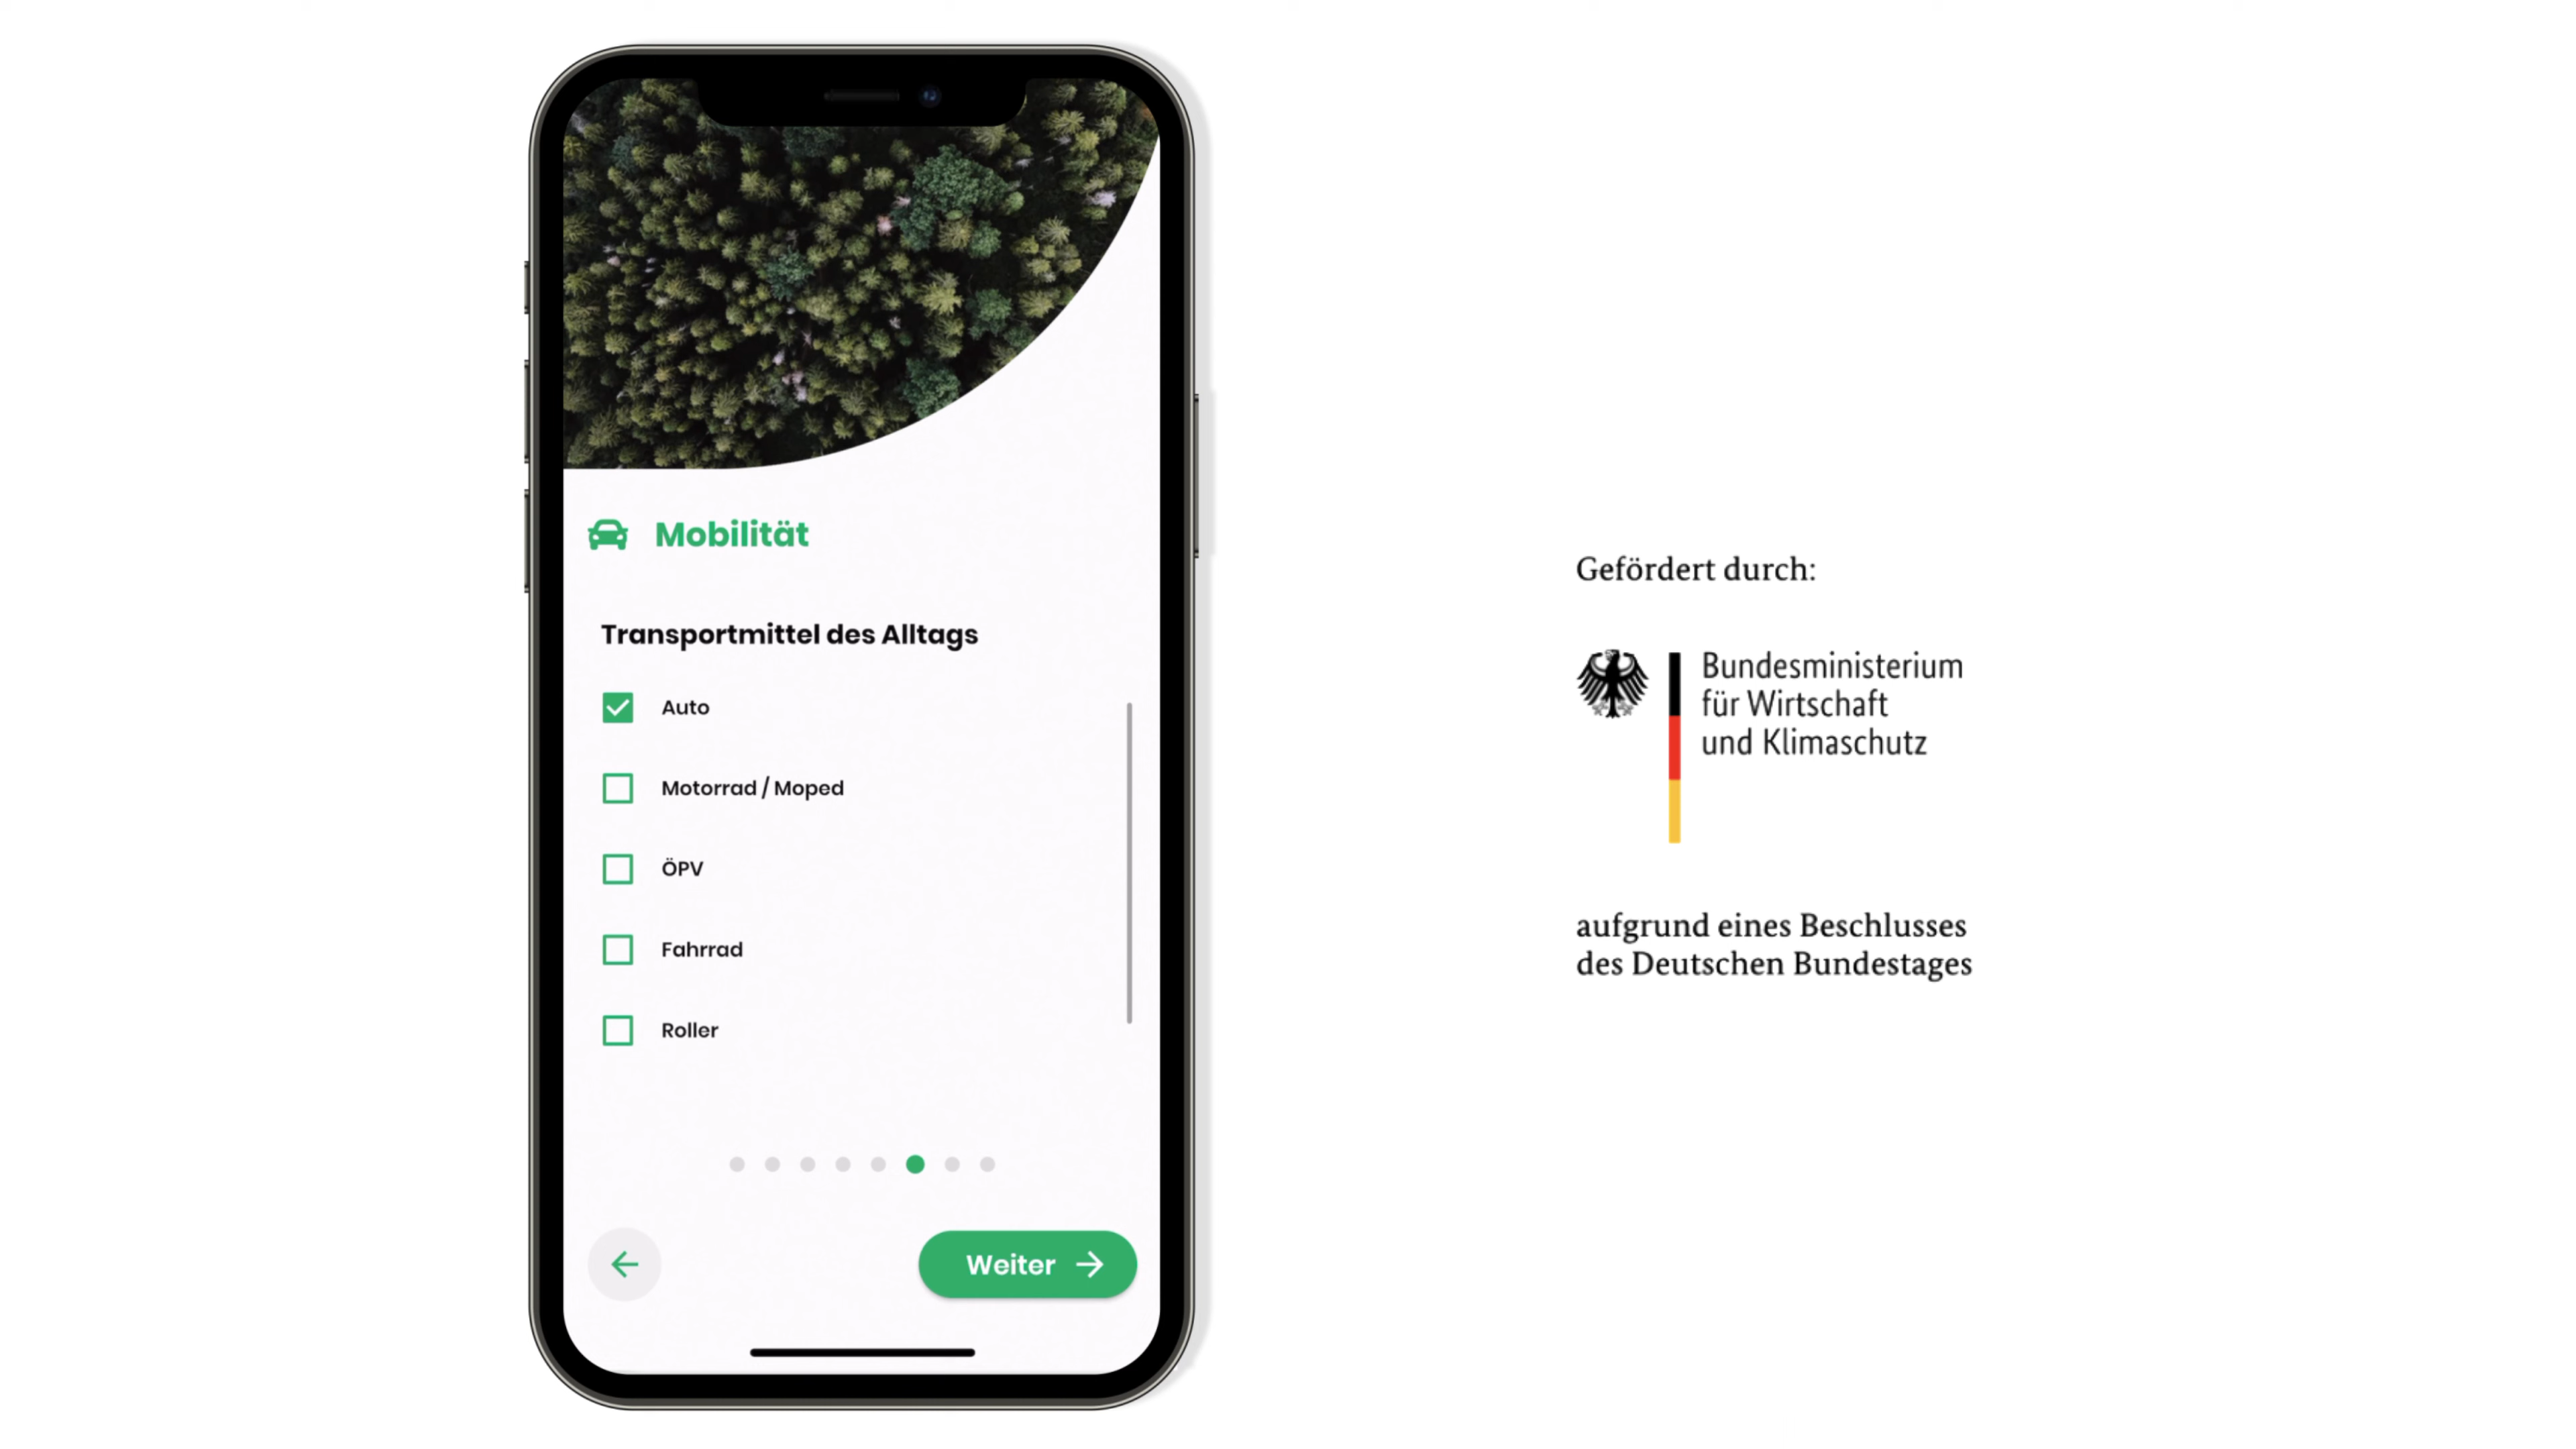 Mobilität
Transportmittel des Alltags
Auto
Motorrad / Moped
ÖPV
Fahrrad
Roller
Weiter
Gefördert durch:
Bundesministerium
für Wirtschaft
und Klimaschutz
aufgrund eines Beschlusses
des Deutschen Bundestages